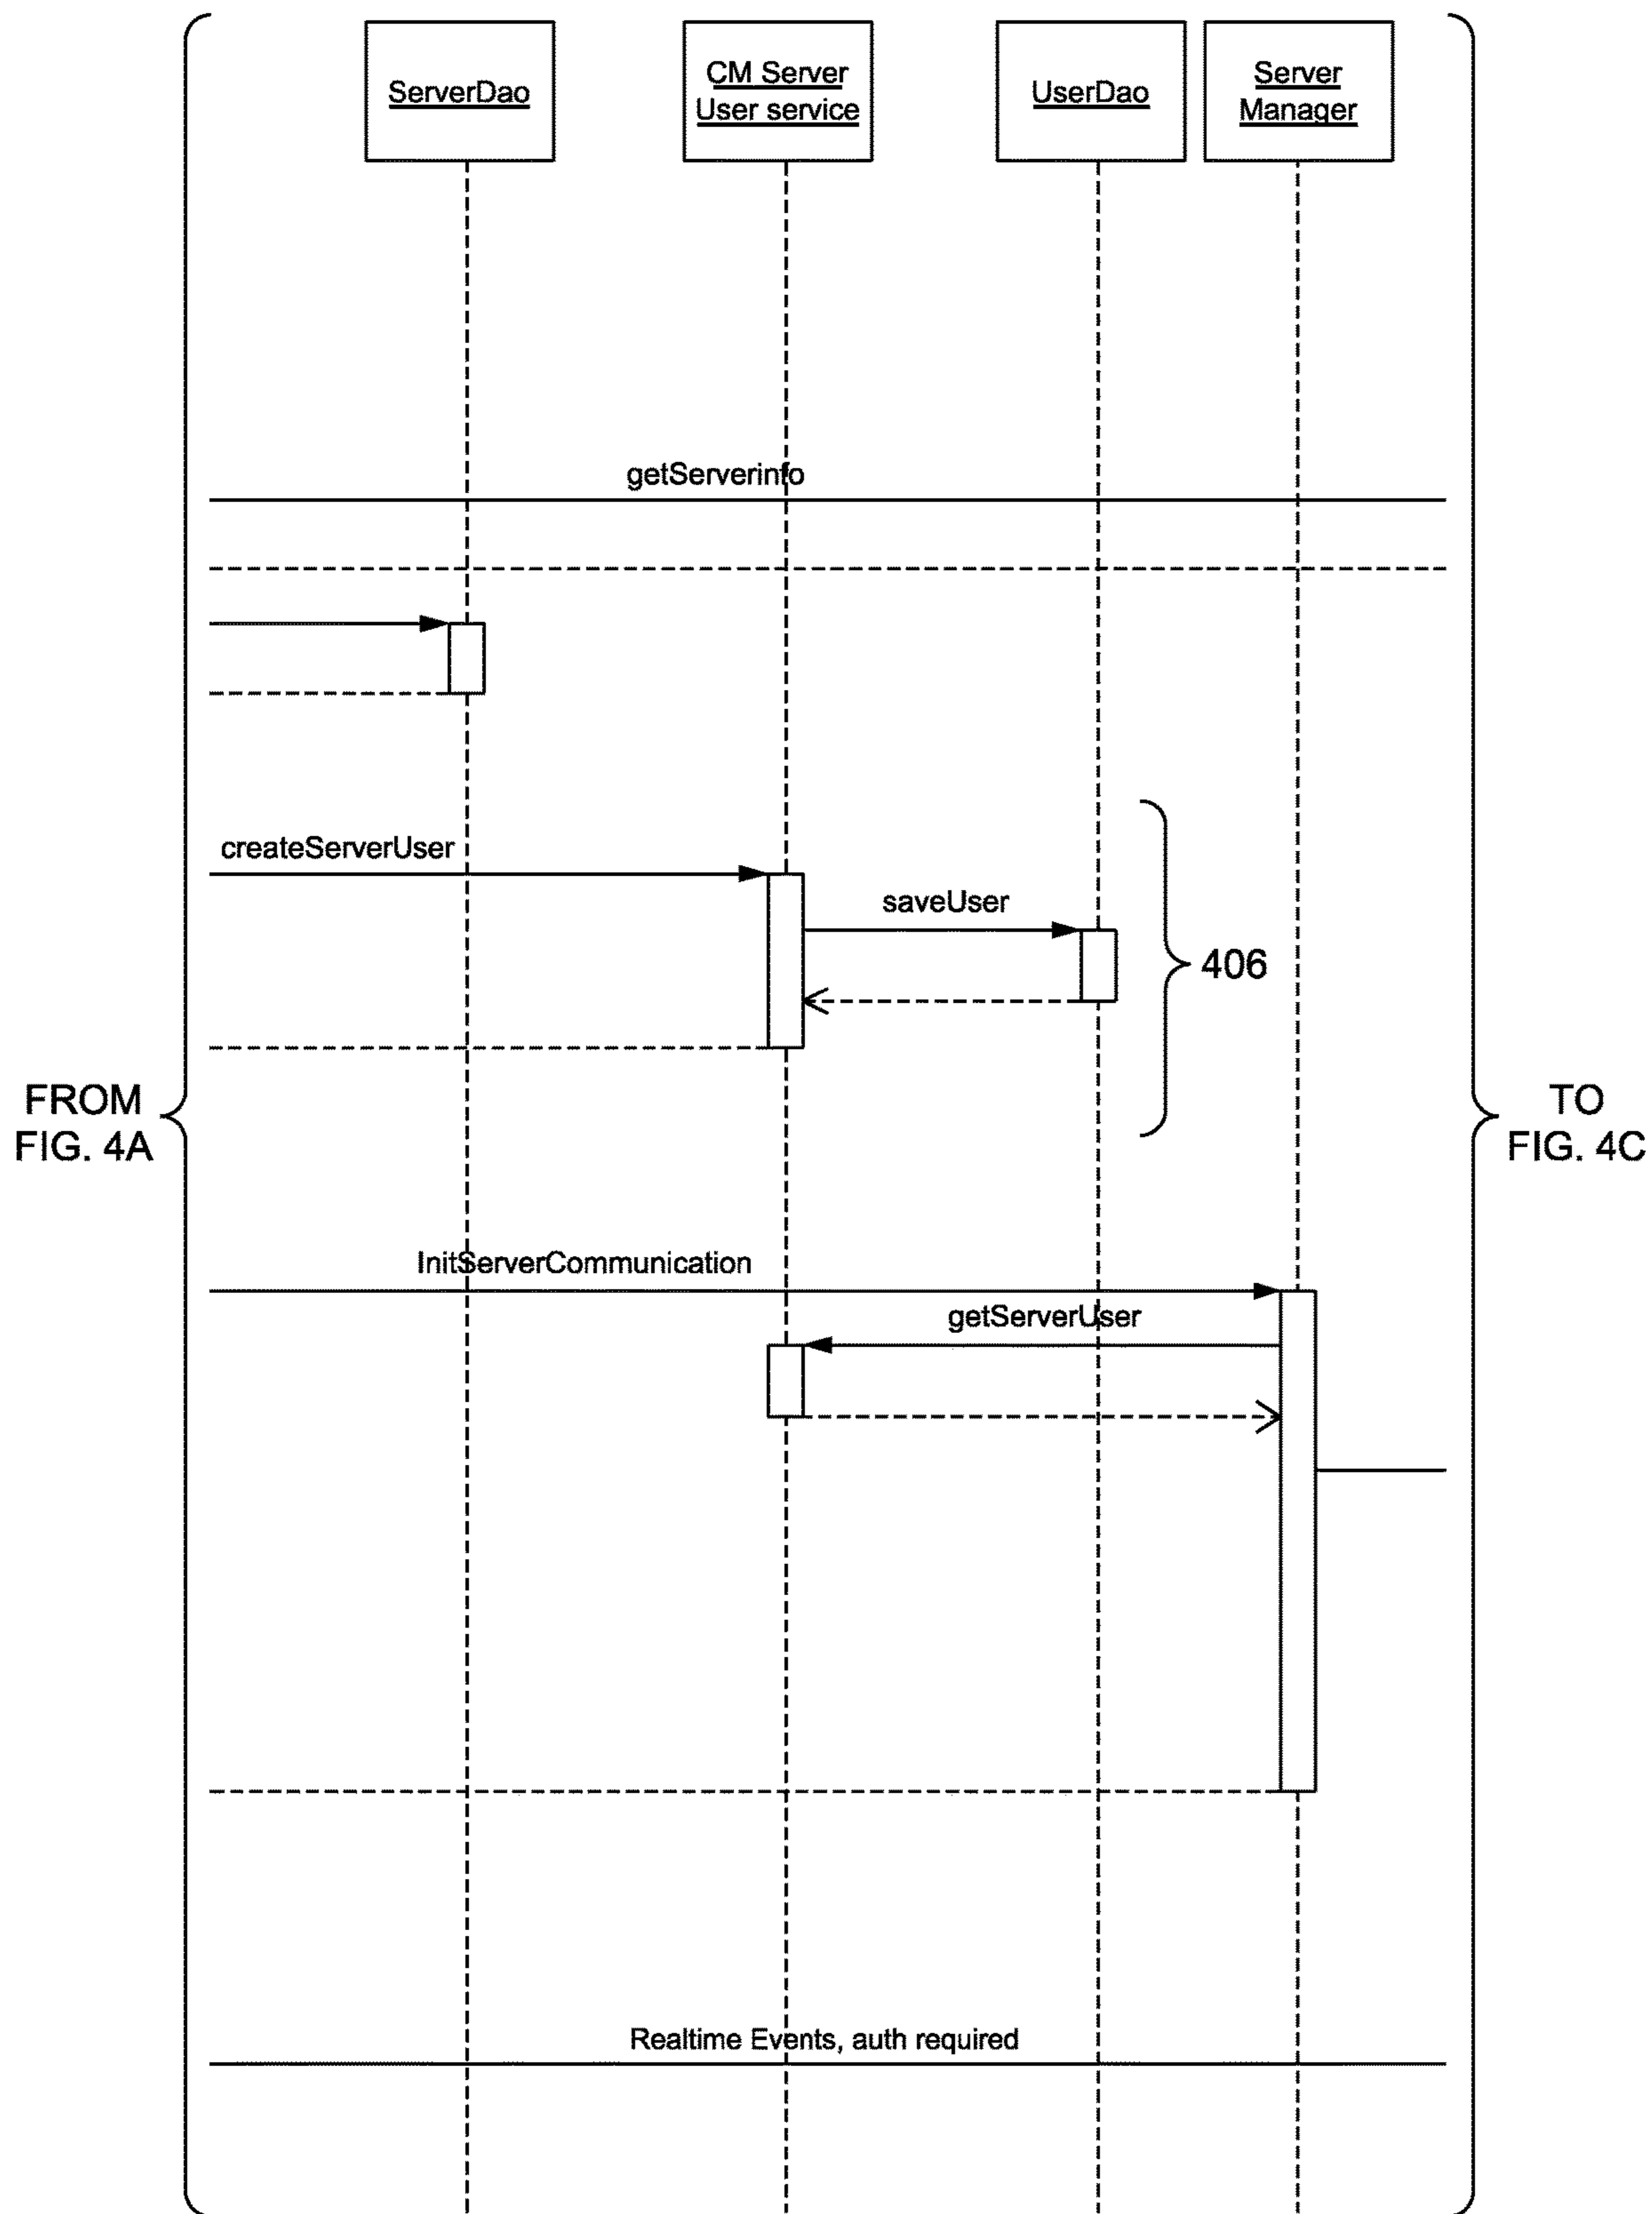 ServerDao
CM Server
User service
UserDao
Server
Manager
getServerinfo
createServerUser
saveUser
406
FROM
FIG. 4A
TO
FIG. 4C
InitServerCommunication
getServerUser
Realtime Events, auth required